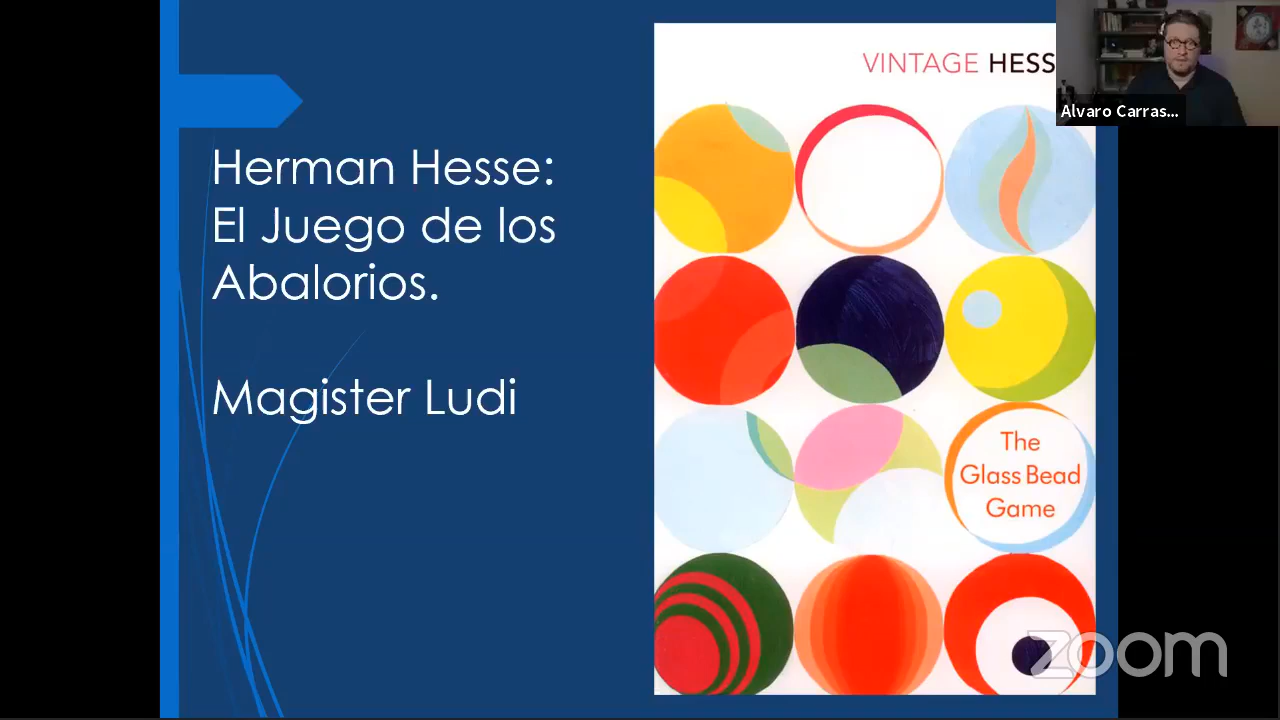 Herman Hesse:
El Juego de los
Abalorios.
Magister Ludi
VINTAGE HESS
The
Glass Bead
Game
Alvaro Carras...
zoom